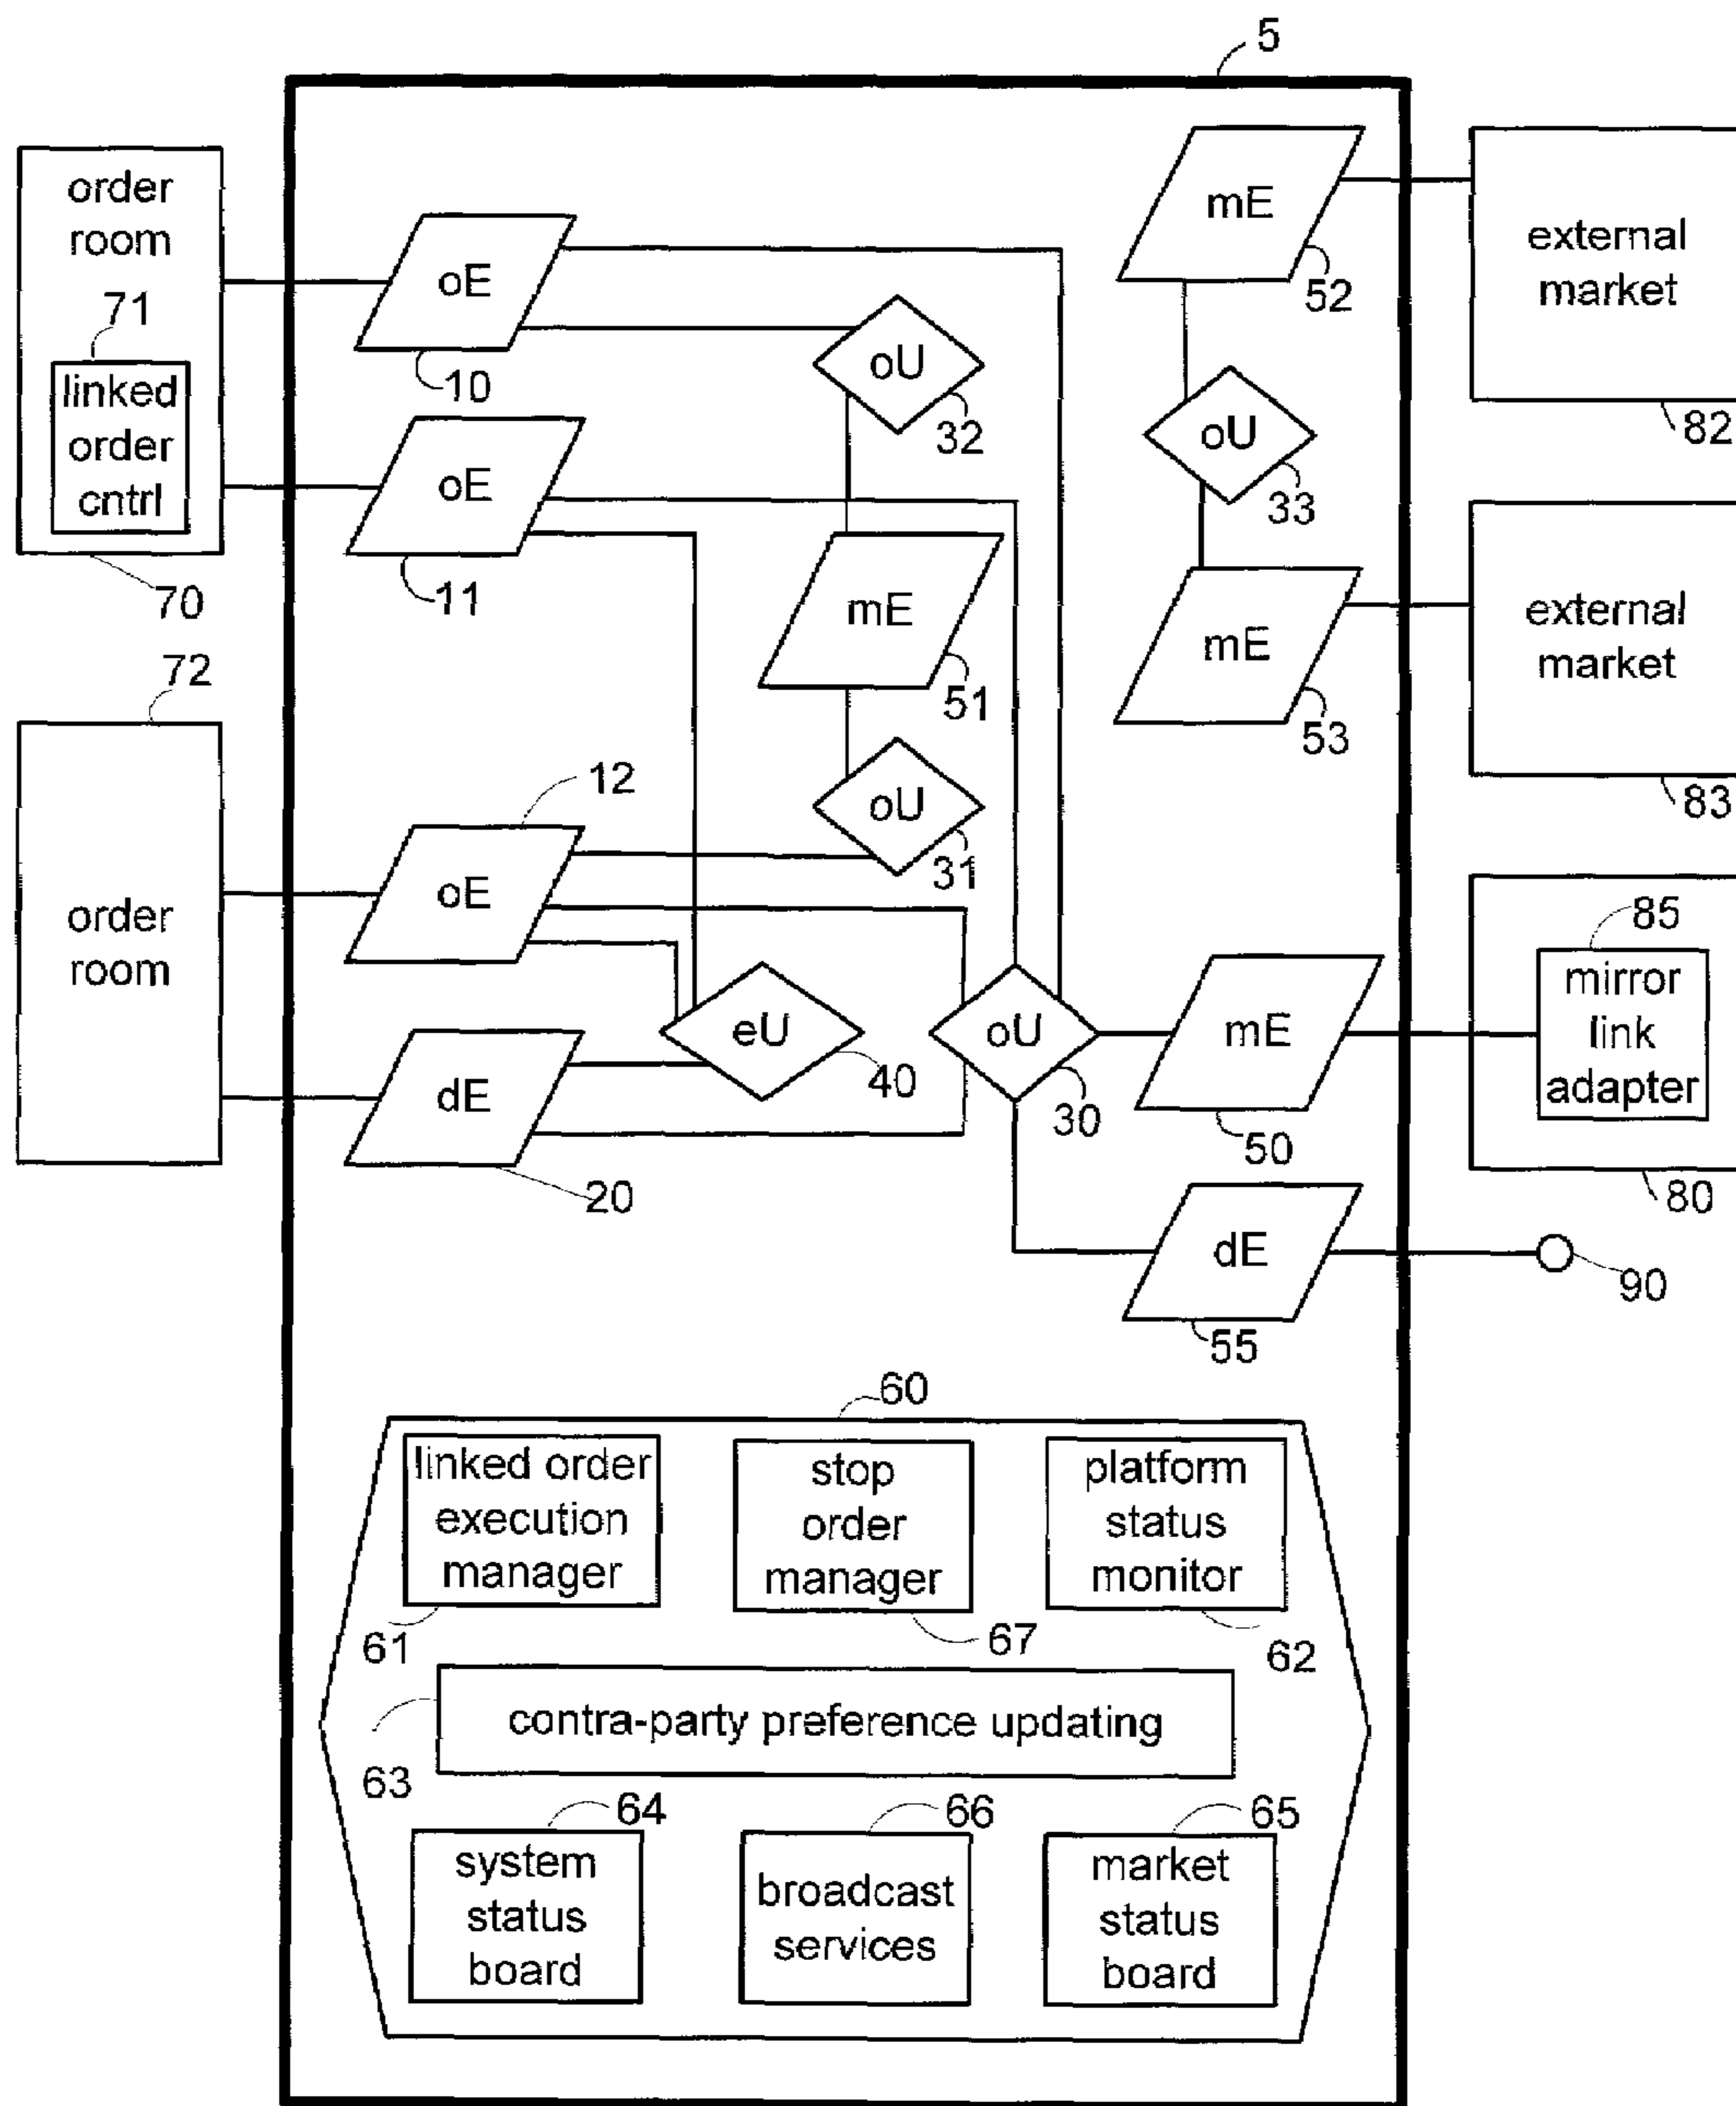 5
order
room
71
linked
order
cntrl
70
oE
10
oE
11
oU
32
mE
52
external
market
82
oU
33
mE
51
mE
53
external
market
83
72
order
room
12
oE
oU
31
dE
20
eU
40
oU
30
mE
50
85
mirror
link
adapter
80
dE
55
90
60
linked order
execution
manager
61
stop
order
manager
67
platform
status
monitor
62
contra-party preference updating
63
64
system
status
board
66
broadcast
services
65
market
status
board